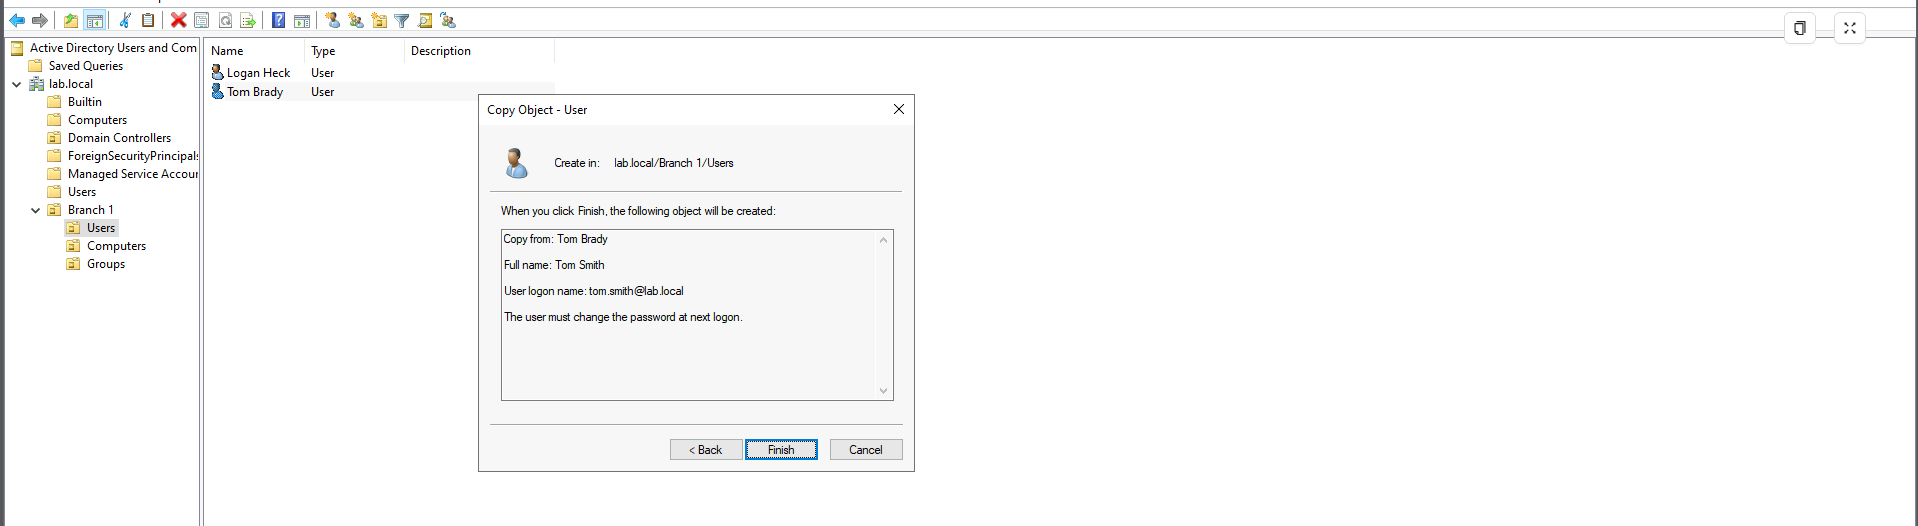 Name
Type
Description
Active Directory Users and Com
Saved Queries
lab.local
Builtin
Computers
Domain Controllers
ForeignSecurityPrincipals
Managed Service Accour
Users
Branch 1
Users
Computers
Groups
Logan Heck
User
Tom Brady
User
Copy Object - User
Create in: lab.local/Branch 1/Users
When you click Finish, the following object will be created:
Copy from: Tom Brady
Full name: Tom Smith
User logon name: tom.smith@lab.local
The user must change the password at next logon.
< Back
Finish
Cancel